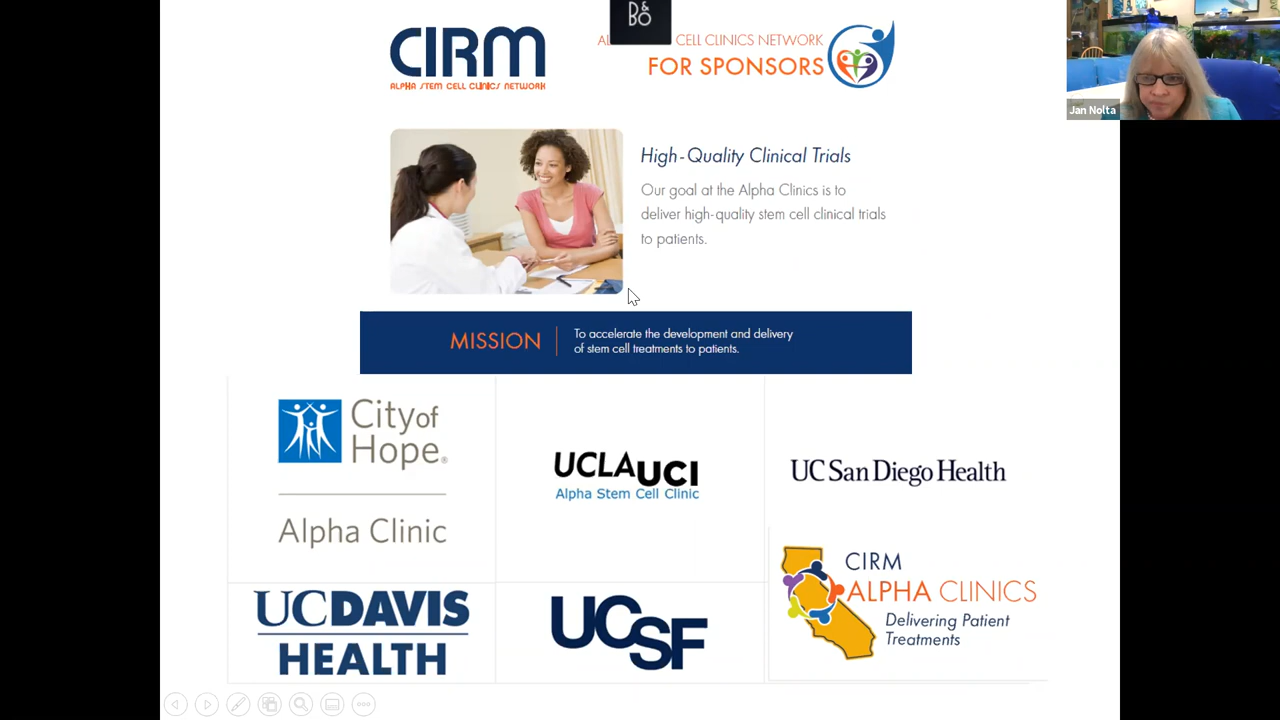 D&
BO
CIRM
ALPHA STEM CELL CLINICS NETWORK
CELL CLINICS NETWORK
FOR SPONSORS
Jan Nolta
High-Quality Clinical Trials
Our goal at the Alpha Clinics is to
deliver high-quality stem cell clinical trials
to patients.
MISSION
To accelerate the development and delivery
of stem cell treatments to patients.
City of
Hope®
Alpha Clinic
UCLA UCI
Alpha Stem Cell Clinic
UC San Diego Health
UCDAVIS
HEALTH
UCSF
CIRM
ALPHA CLINICS
Delivering Patient
Treatments